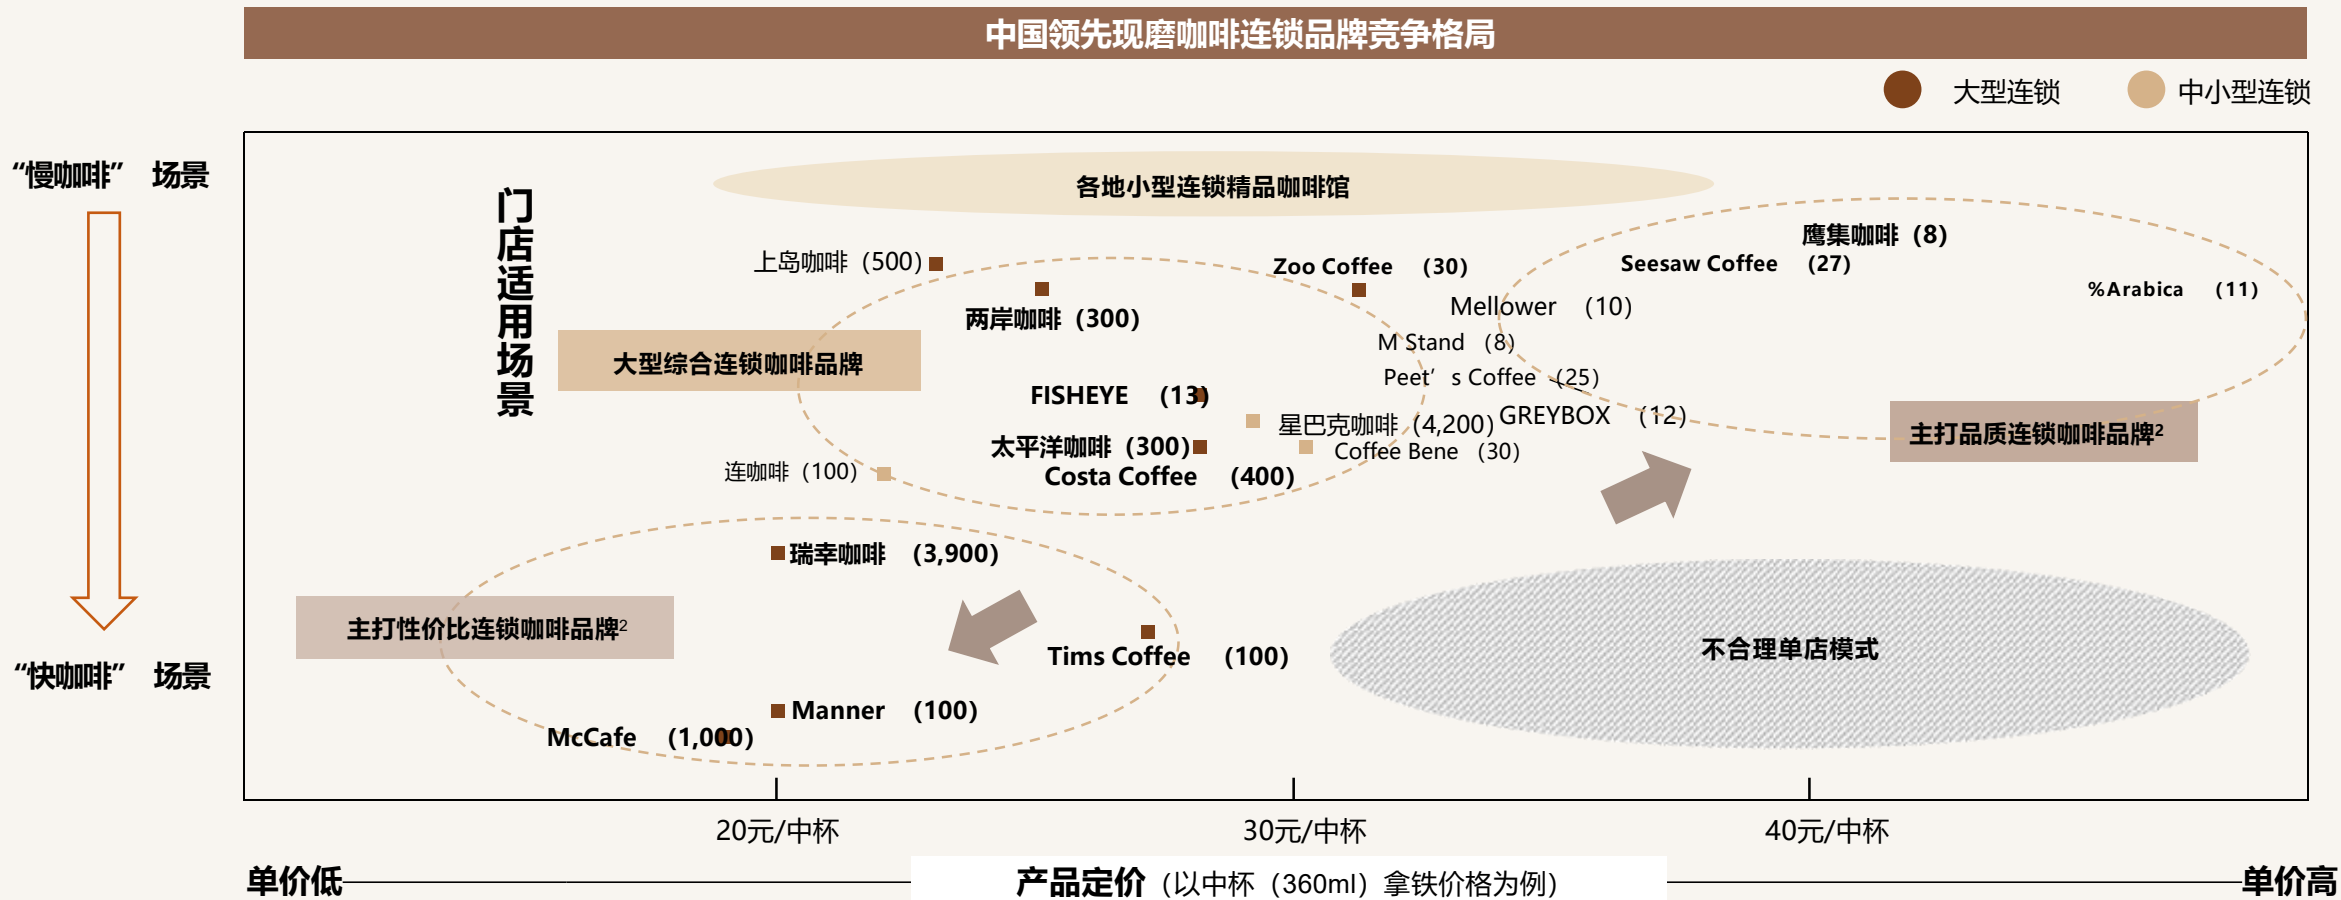 中国领先现磨咖啡连锁品牌竞争格局
大型连锁
中小型连锁
“慢咖啡” 场景
门店适用场景
各地小型连锁精品咖啡馆
鹰集咖啡（8）
上岛咖啡（500）
Zoo Coffee （30）
Seesaw Coffee （27）
%Arabica （11）
两岸咖啡（300）
Mellower （10）
M Stand （8）
大型综合连锁咖啡品牌
Peet’ s Coffee （25）
FISHEYE （13）
星巴克咖啡（4,200）
GREYBOX （12）
主打品质连锁咖啡品牌2
太平洋咖啡（300）
Coffee Bene （30）
连咖啡（100）
Costa Coffee （400）
瑞幸咖啡 （3,900）
主打性价比连锁咖啡品牌2
Tims Coffee （100）
不合理单店模式
“快咖啡” 场景
Manner （100）
McCafe （1,000）
20元/中杯
30元/中杯
40元/中杯
单价低
产品定价（以中杯（360ml）拿铁价格为例）
单价高